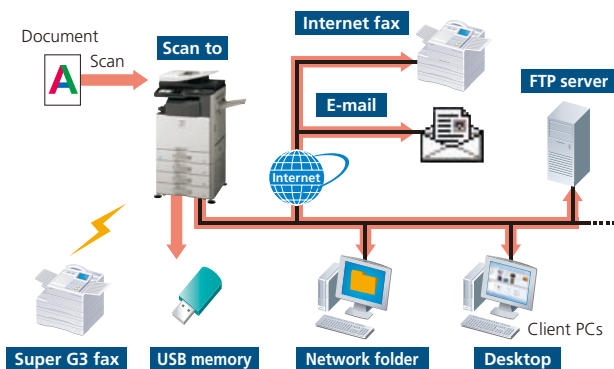 Document
Scan
A
Scan to
Internet fax
E-mail
FTP server
Internet
Client PCs
Super G3 fax
USB memory
Network folder
Desktop